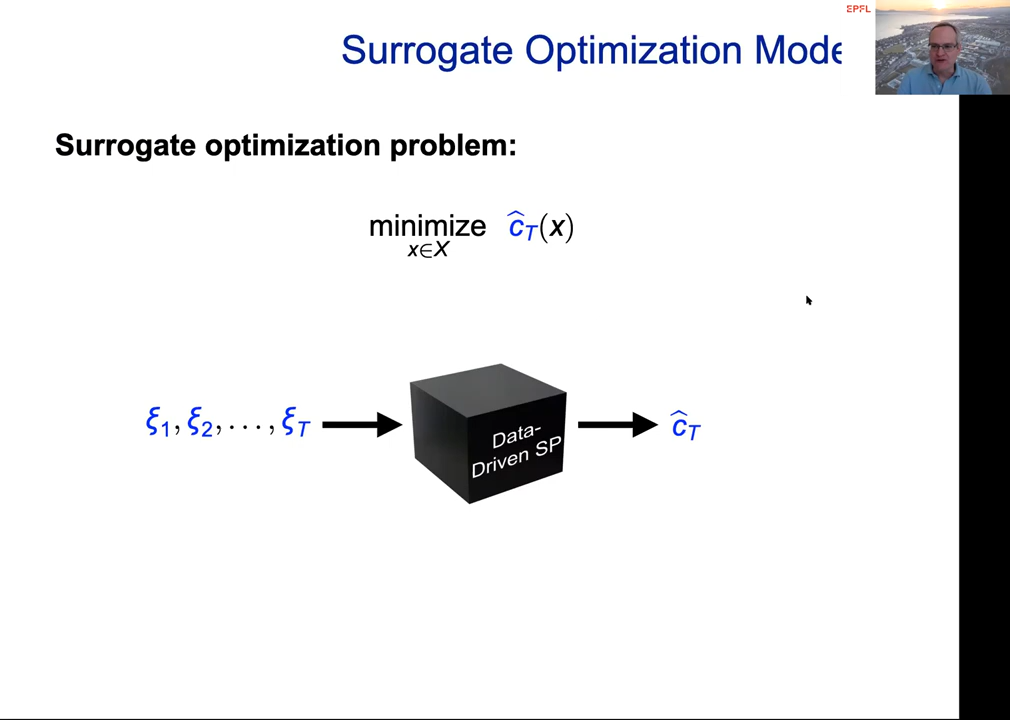 EPFL
Surrogate Optimization Mode
Surrogate optimization problem:
minimize ĉ_T(x)
x∈X
ξ₁, ξ₂, . . . , ξ_T
Data-
Driven SP
ĉ_T